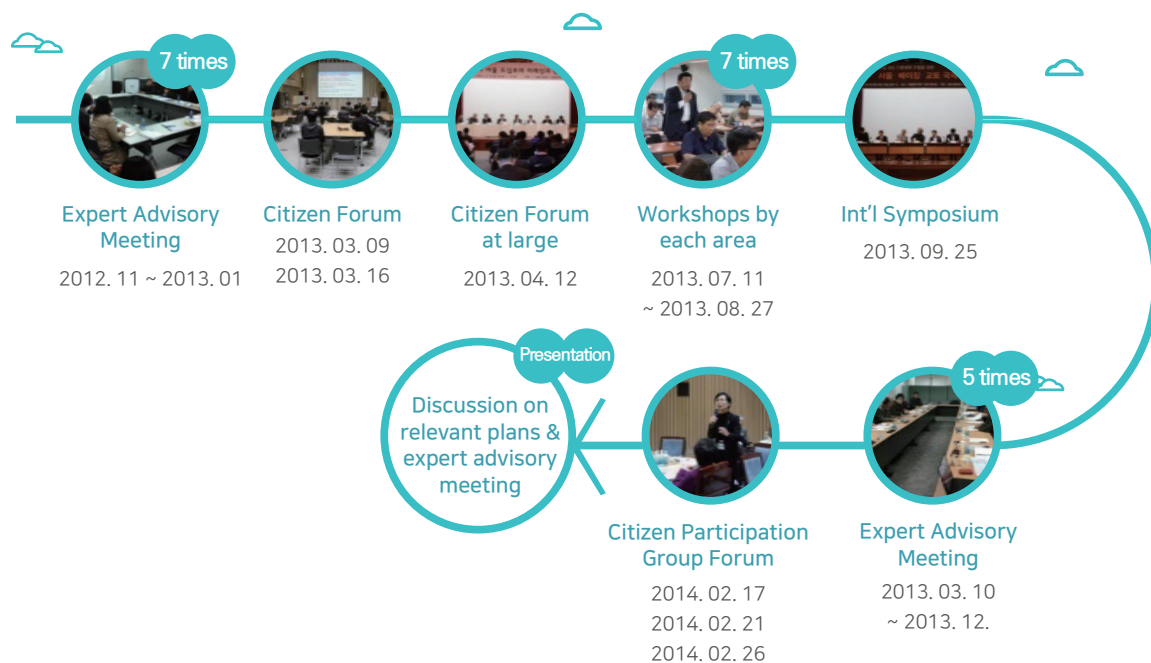 7 times
Expert Advisory
Meeting
2012. 11 ~ 2013. 01
Citizen Forum
2013. 03. 09
2013. 03. 16
Citizen Forum
at large
2013. 04. 12
7 times
Workshops by
each area
2013. 07. 11
~ 2013. 08. 27
Int'l Symposium
2013. 09. 25
5 times
Expert Advisory
Meeting
2013. 03. 10
~ 2013. 12.
Citizen Participation
Group Forum
2014. 02. 17
2014. 02. 21
2014. 02. 26
Presentation
Discussion on
relevant plans &
expert advisory
meeting